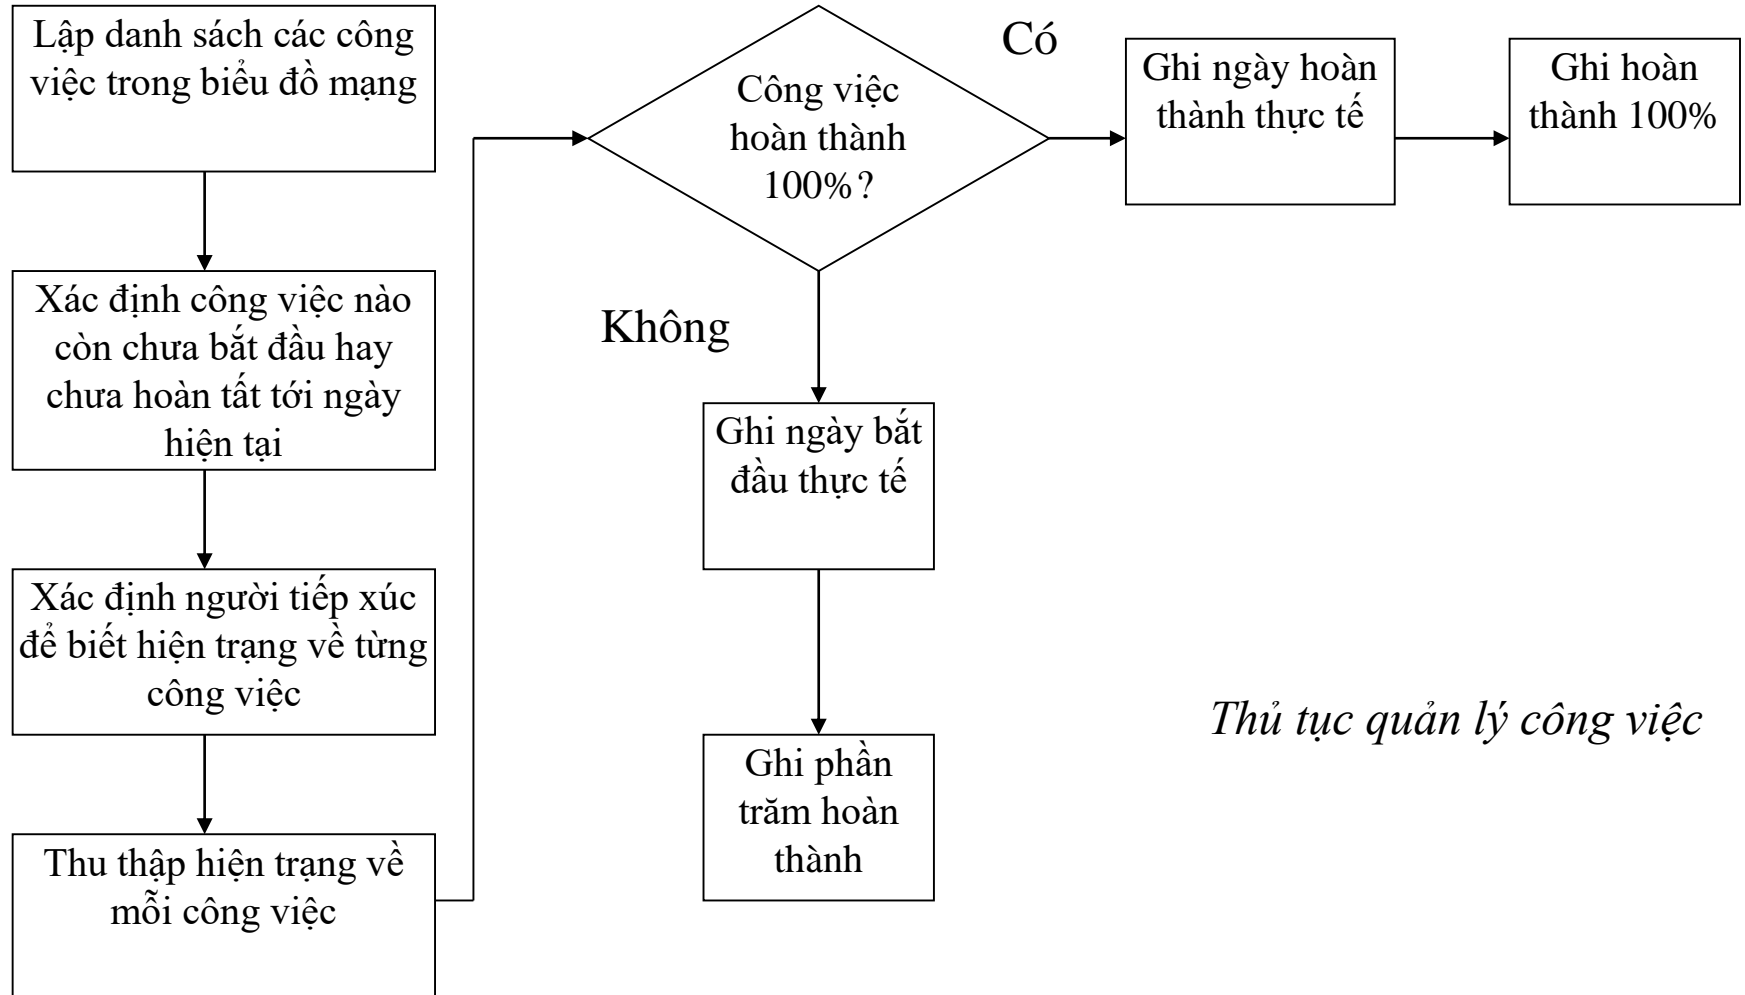 Lập danh sách các công
việc trong biểu đồ mạng
Xác định công việc nào
còn chưa bắt đầu hay
chưa hoàn tất tới ngày
hiện tại
Xác định người tiếp xúc
để biết hiện trạng về từng
công việc
Thu thập hiện trạng về
mỗi công việc
Công việc
hoàn thành
100%?
Có
Ghi ngày hoàn
thành thực tế
Ghi hoàn
thành 100%
Không
Ghi ngày bắt
đầu thực tế
Ghi phần
trăm hoàn
thành
Thủ tục quản lý công việc